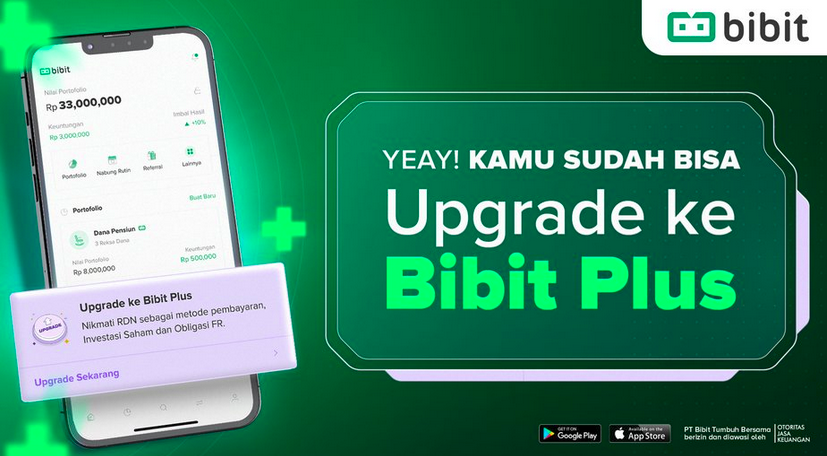 bibit
bibit
Nilai Portofolio
Rp 33,000,000
Keuntungan
Imbal Hasil
Rp 3,000,000
▲ +10%
Portofolio
Nabung Rutin
Referral
Lainnya
Portofolio
Buat Baru
Dana Pensiun
3 Reksa Dana
Nilai Portofolio
Keuntungan
Rp 8,000,000
Rp 500,000
UPGRADE
Upgrade ke Bibit Plus
Nikmati RDN sebagai metode pembayaran,
Investasi Saham dan Obligasi FR.
Upgrade Sekarang
YEAY! KAMU SUDAH BISA
Upgrade ke
Bibit Plus
GET IT ON
Google Play
Available on the
App Store
PT Bibit Tumbuh Bersama
berizin dan diawasi oleh
OTORITAS
JASA
KEUANGAN